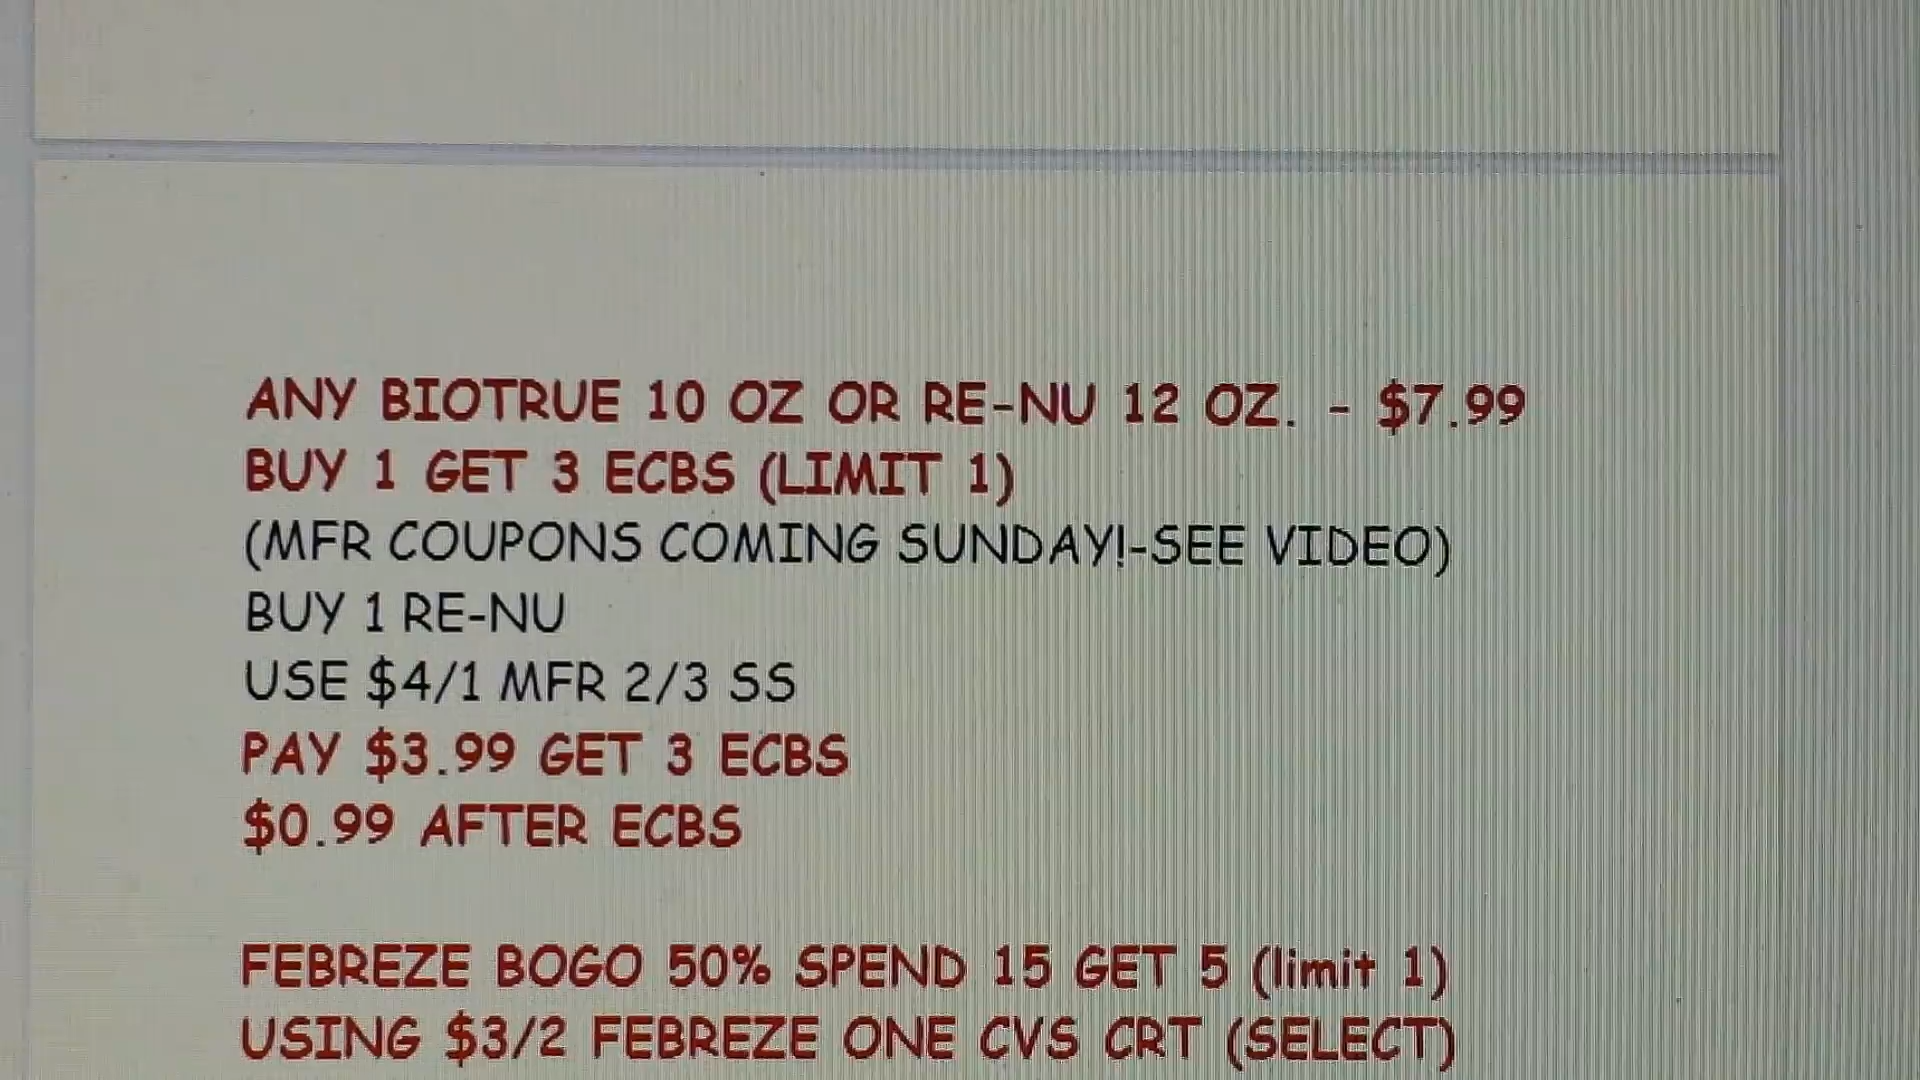 ANY BIOTRUE 10 OZ OR RE-NU 12 OZ. - $7.99
BUY 1 GET 3 ECBS (LIMIT 1)
(MFR COUPONS COMING SUNDAY!-SEE VIDEO)
BUY 1 RE-NU
USE $4/1 MFR 2/3 SS
PAY $3.99 GET 3 ECBS
$0.99 AFTER ECBS
FEBREZE BOGO 50% SPEND 15 GET 5 (limit 1)
USING $3/2 FEBREZE ONE CVS CRT (SELECT)